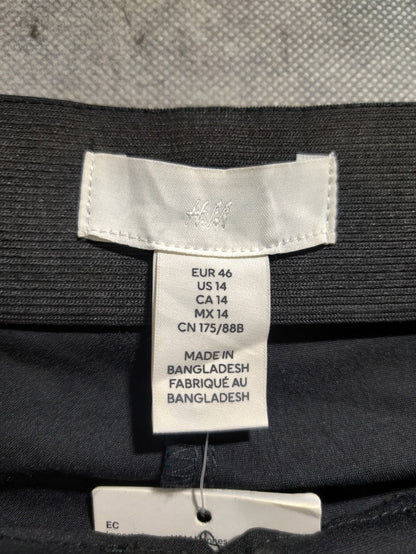 H&M
EUR 46
US 14
CA 14
MX 14
CN 175/88B
MADE IN
BANGLADESH
FABRIQUÉ AU
BANGLADESH
EC